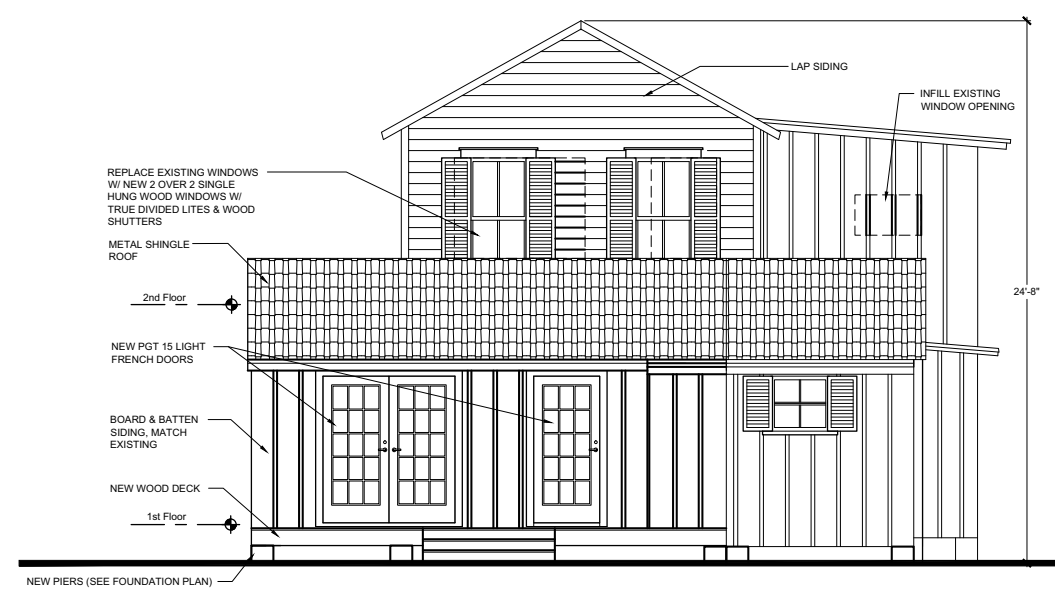 LAP SIDING
INFILL EXISTING
WINDOW OPENING
REPLACE EXISTING WINDOWS
W/ NEW 2 OVER 2 SINGLE
HUNG WOOD WINDOWS W/
TRUE DIVIDED LITES & WOOD
SHUTTERS
METAL SHINGLE
ROOF
2nd Floor
24'-8"
NEW PGT 15 LIGHT
FRENCH DOORS
BOARD & BATTEN
SIDING, MATCH
EXISTING
NEW WOOD DECK
1st Floor
NEW PIERS (SEE FOUNDATION PLAN)